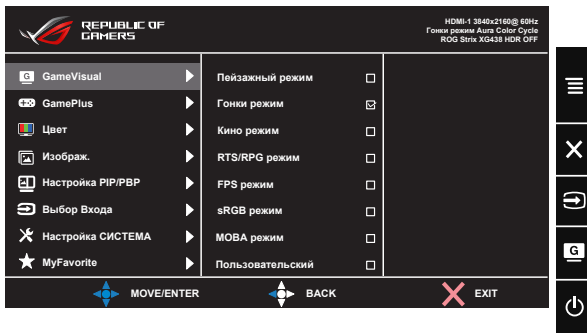 REPUBLIC OF
GAMERS
HDMI-1 3840x2160@ 60Hz
Гонки режим Aura Color Cycle
ROG Strix XG438 HDR OFF
G GameVisual
GamePlus
Цвет
Изображ.
Настройка PIP/PBP
Выбор Входа
Настройка СИСТЕМА
MyFavorite
Пейзажный режим
Гонки режим
Кино режим
RTS/RPG режим
FPS режим
sRGB режим
МОВА режим
Пользовательский
G
MOVE/ENTER
BACK
EXIT